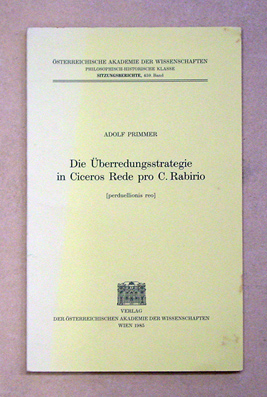 ÖSTERREICHISCHE AKADEMIE DER WISSENSCHAFTEN
PHILOSOPHISCH-HISTORISCHE KLASSE
SITZUNGSBERICHTE, 459. Band
ADOLF PRIMMER
Die Überredungsstrategie
in Ciceros Rede pro C. Rabirio
[perduellionis reo]
VERLAG
DER ÖSTERREICHISCHEN AKADEMIE DER WISSENSCHAFTEN
WIEN 1985